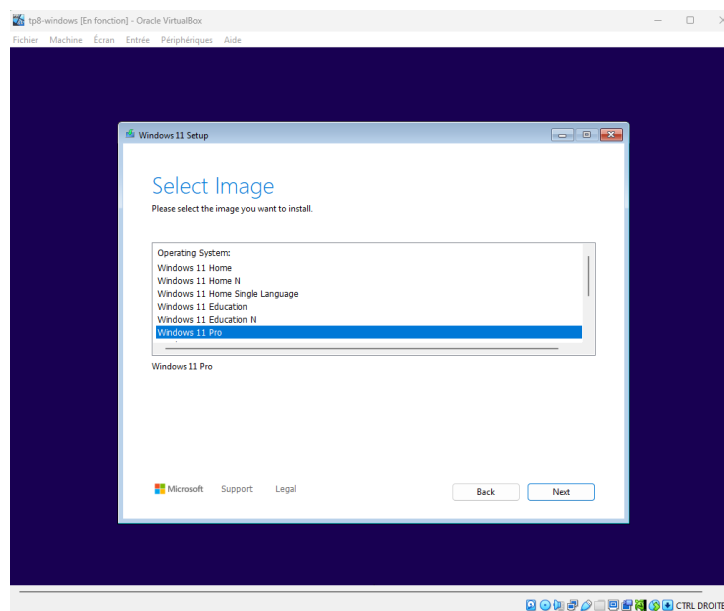 tp8-windows [En fonction] - Oracle VirtualBox
Fichier Machine Écran Entrée Périphériques Aide
Windows 11 Setup
Select Image
Please select the image you want to install.
Operating System:
Windows 11 Home
Windows 11 Home N
Windows 11 Home Single Language
Windows 11 Education
Windows 11 Education N
Windows 11 Pro
Windows 11 Pro
Microsoft Support Legal
Back Next
CTRL DROITE